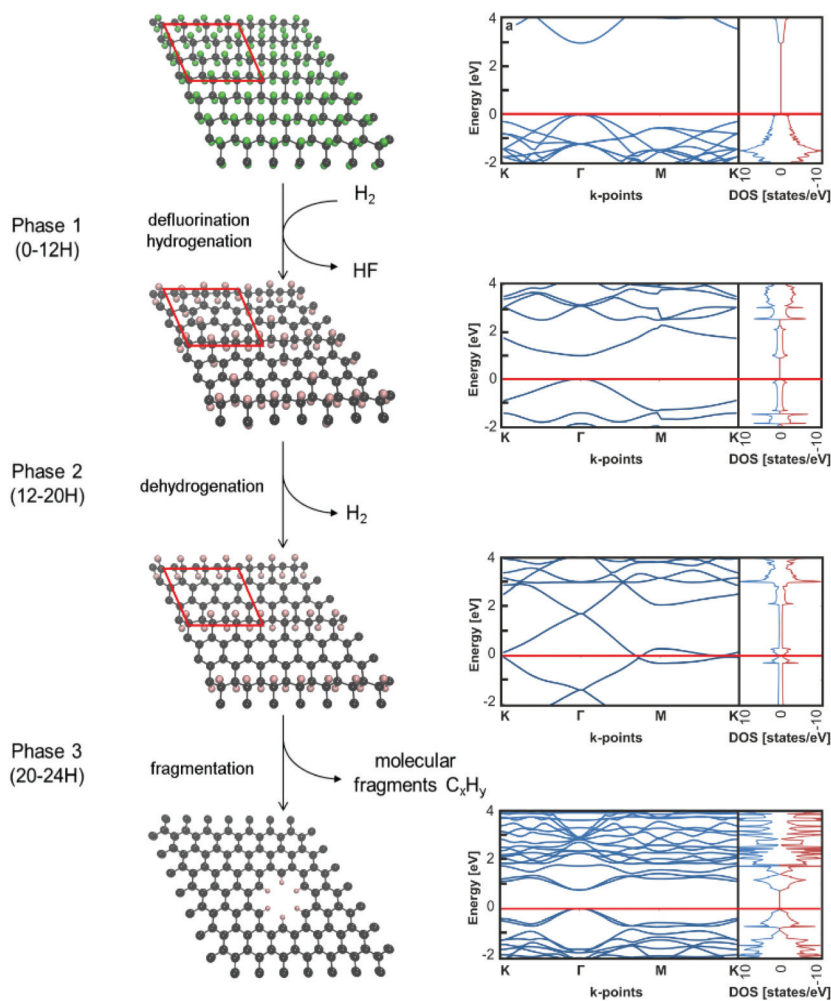 a
Energy [eV]
4
2
0
-2
K
Γ
M
K
10
0
-10
k-points
DOS [states/eV]
Phase 1
(0-12H)
defluorination
hydrogenation
H2
HF
Energy [eV]
4
2
0
-2
K
Γ
M
K
10
0
-10
k-points
DOS [states/eV]
Phase 2
(12-20H)
dehydrogenation
H2
Energy [eV]
4
2
0
-2
K
Γ
M
K
10
0
-10
k-points
DOS [states/eV]
Phase 3
(20-24H)
fragmentation
molecular
fragments CxHy
Energy [eV]
4
2
0
-2
K
Γ
M
K
10
0
-10
k-points
DOS [states/eV]